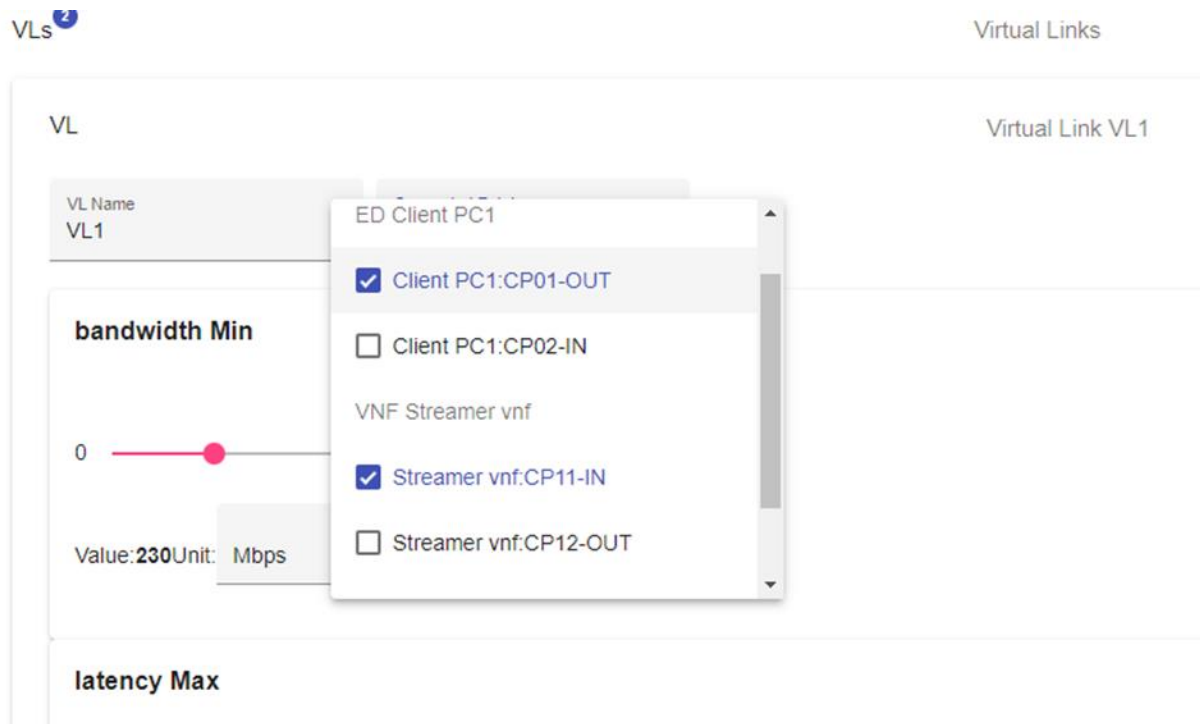 VLs 2
Virtual Links
VL
Virtual Link VL1
VL Name
VL1
ED Client PC1
Client PC1:CP01-OUT
Client PC1:CP02-IN
VNF Streamer vnf
Streamer vnf:CP11-IN
Streamer vnf:CP12-OUT
bandwidth Min
0
Value:230Unit: Mbps
latency Max